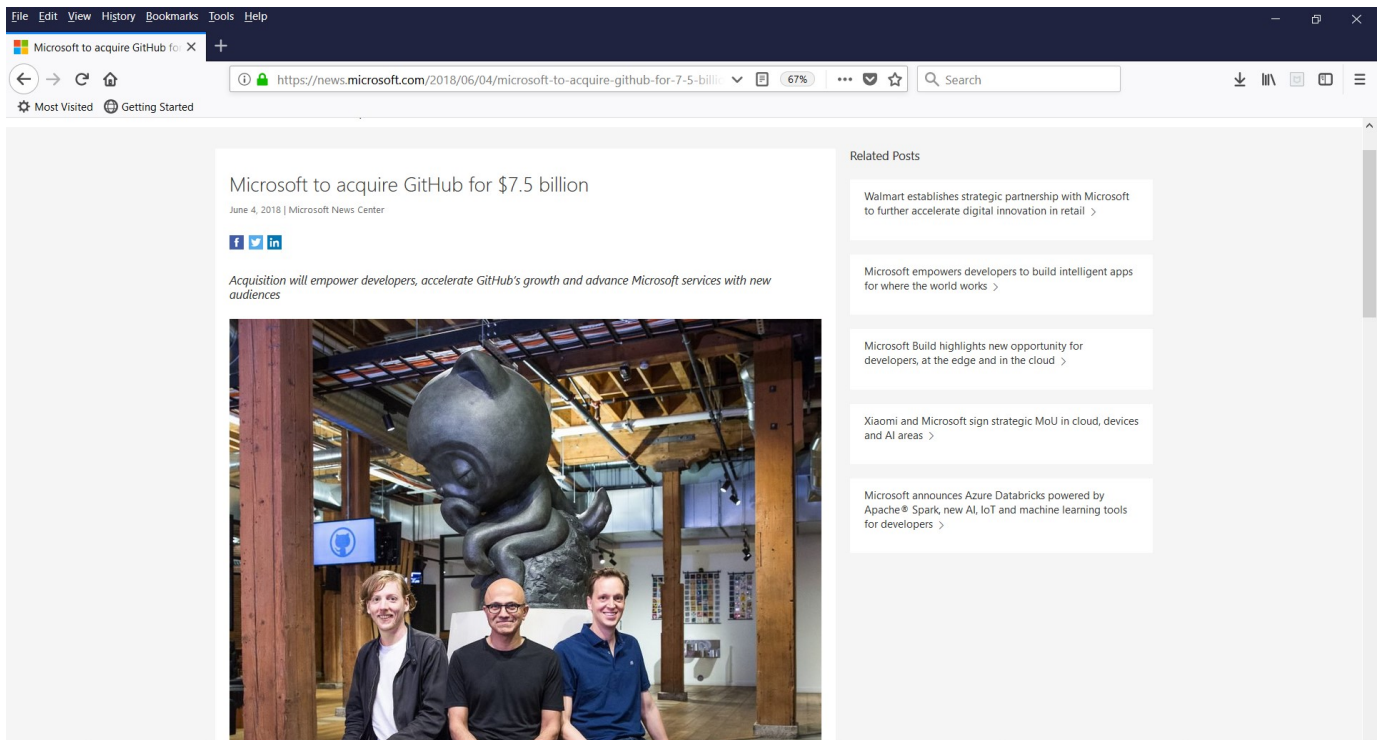 File Edit View History Bookmarks Tools Help
Microsoft to acquire GitHub fo
https://news.microsoft.com/2018/06/04/microsoft-to-acquire-github-for-7-5-billi
67%
Search
Most Visited Getting Started
Microsoft to acquire GitHub for $7.5 billion
June 4, 2018 | Microsoft News Center
f in
Acquisition will empower developers, accelerate GitHub's growth and advance Microsoft services with new
audiences
Related Posts
Walmart establishes strategic partnership with Microsoft
to further accelerate digital innovation in retail >
Microsoft empowers developers to build intelligent apps
for where the world works >
Microsoft Build highlights new opportunity for
developers, at the edge and in the cloud >
Xiaomi and Microsoft sign strategic MoU in cloud, devices
and AI areas >
Microsoft announces Azure Databricks powered by
Apache® Spark, new AI, IoT and machine learning tools
for developers >